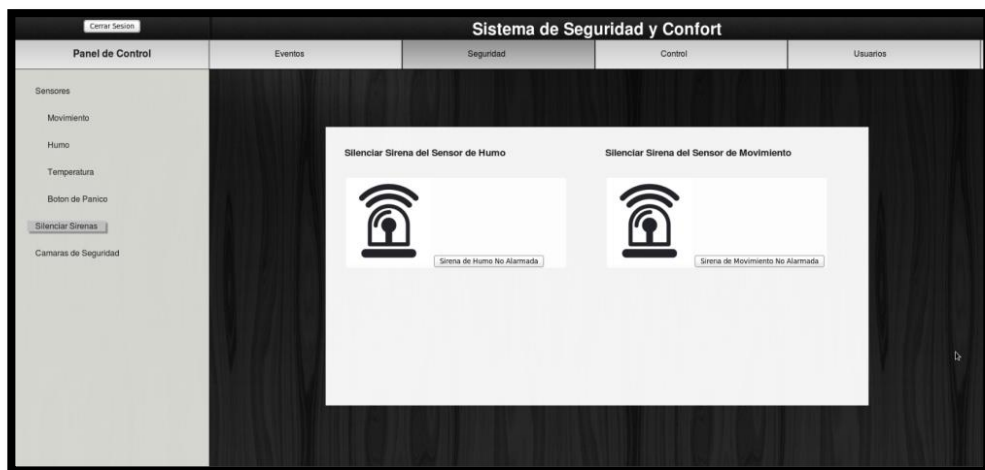 Cerrar Sesion
Sistema de Seguridad y Confort
Panel de Control
Eventos
Seguridad
Control
Usuarios
Sensores
Movimiento
Humo
Temperatura
Boton de Panico
Silenciar Sirenas
Camaras de Seguridad
Silenciar Sirena del Sensor de Humo
Silenciar Sirena del Sensor de Movimiento
Sirena de Humo No Alarmada
Sirena de Movimiento No Alarmada